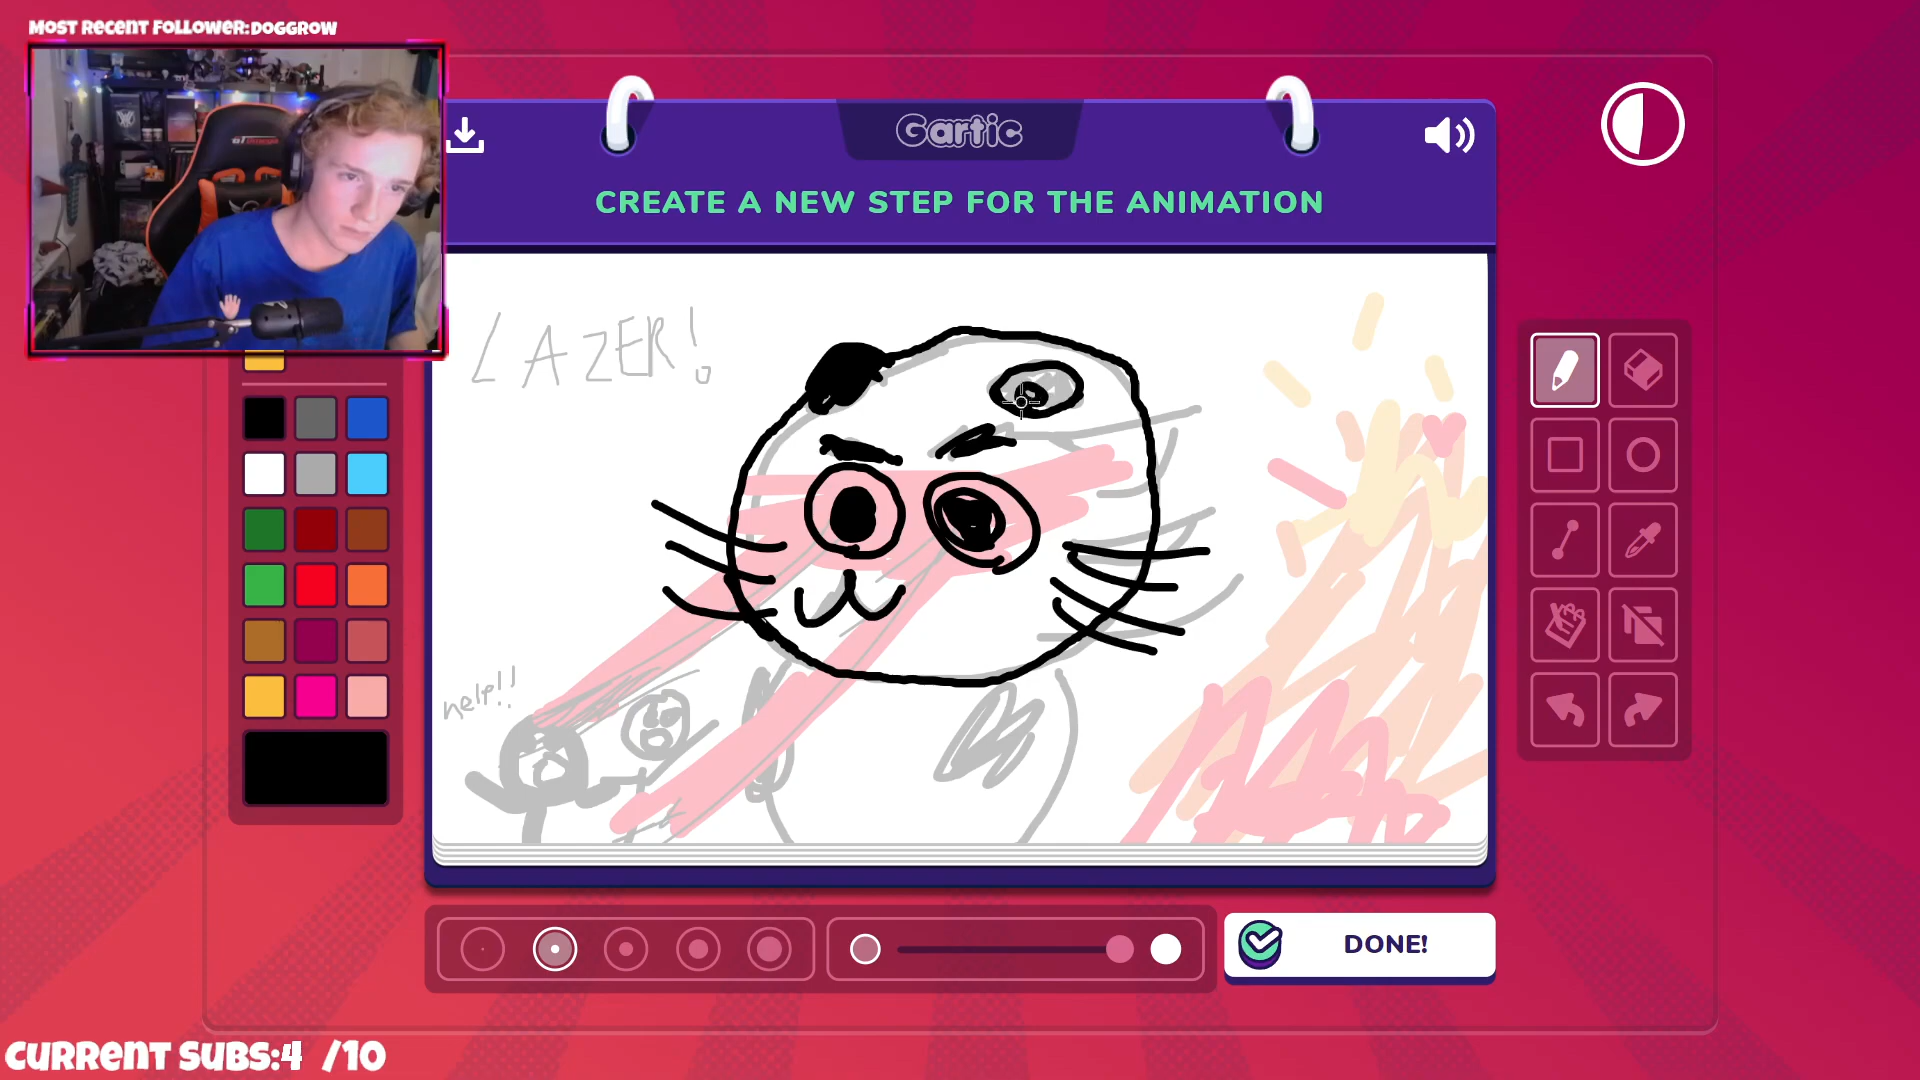 MOST RECENT FOLLOWER:DOGGROW
Gartic
CREATE A NEW STEP FOR THE ANIMATION
LAZER!
help!!
DONE!
CURRENT SUBS:4 /10